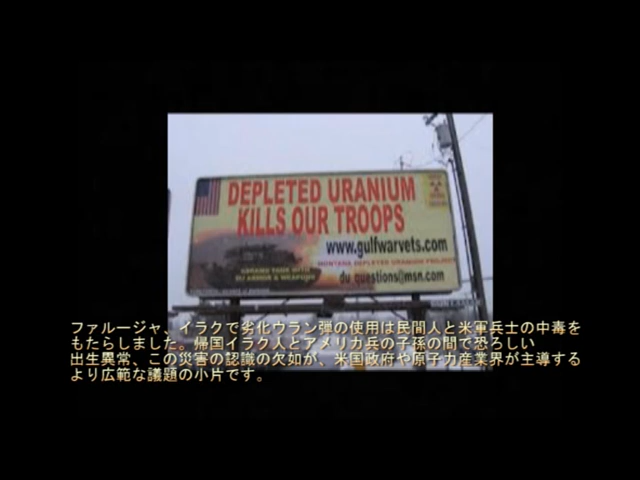 DEPLETED URANIUM
KILLS OUR TROOPS
www.gulfwarvets.com
MONTANA DEPLETED URANIUM PROJECT
ABRAMS TANK WITH
DU ARMOR & WEAPONS
du_questions@msn.com
ファルージャ、イラクで劣化ウラン弾の使用は民間人と米軍兵士の中毒を
もたらしました。帰国イラク人とアメリカ兵の子孫の間で恐ろしい
出生異常、この災害の認識の欠如が、米国政府や原子力産業界が主導する
より広範な議題の小片です。